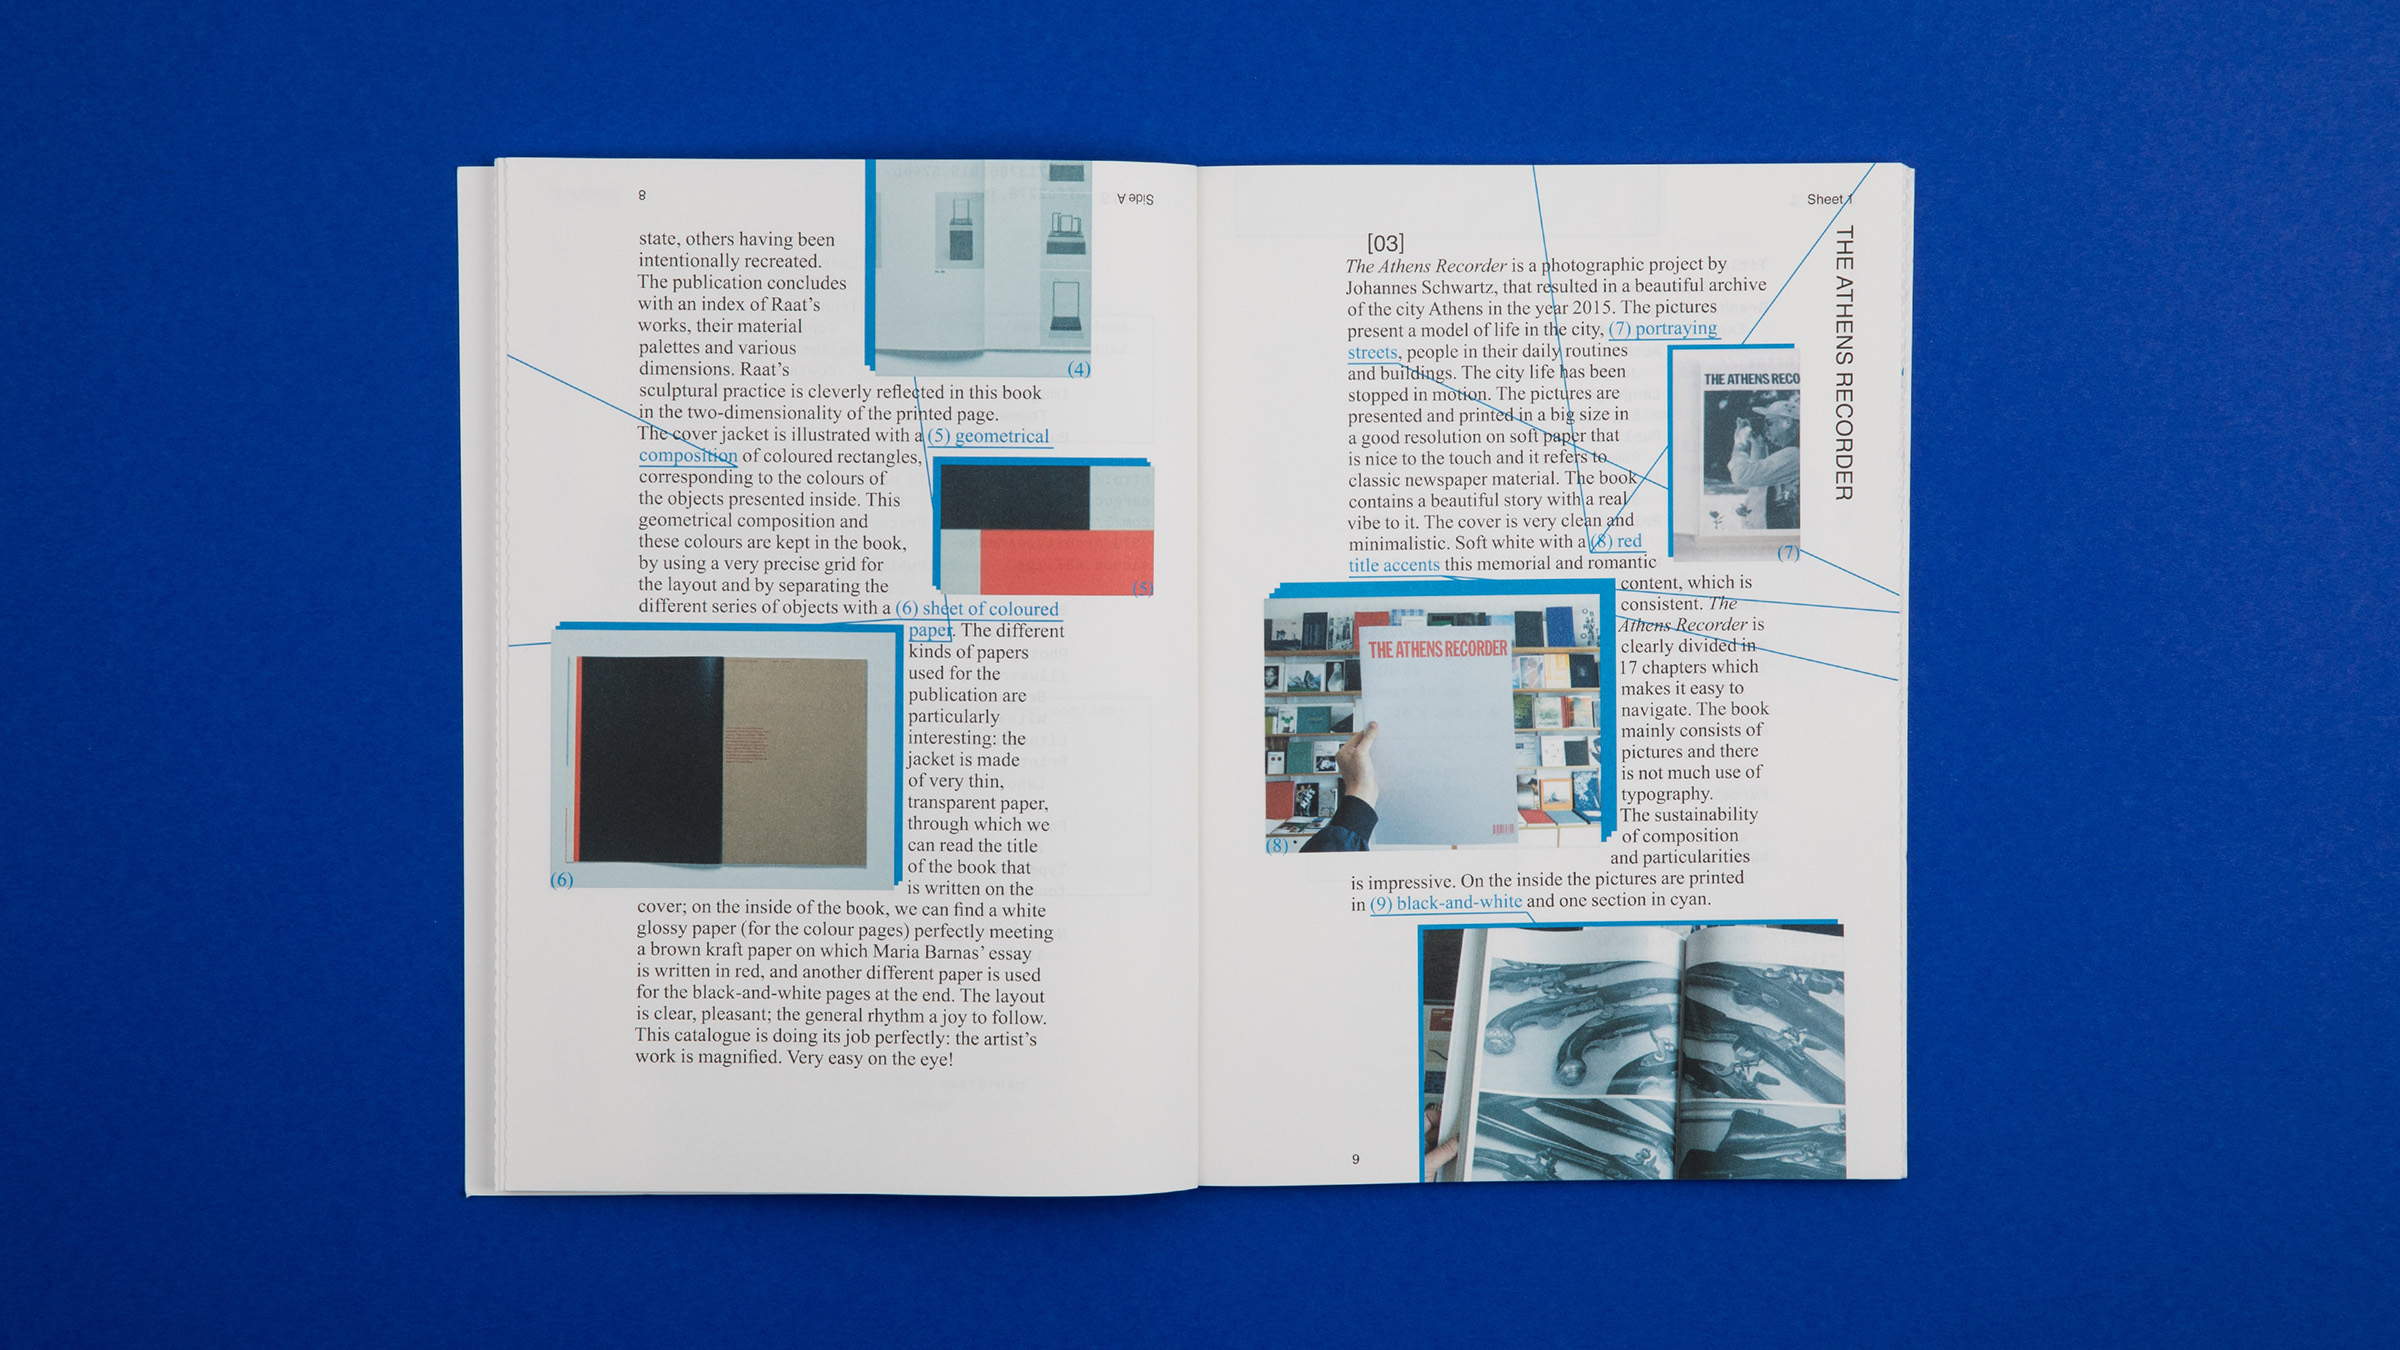 8
Side A
state, others having been
intentionally recreated.
The publication concludes
with an index of Raat's
works, their material
palettes and various
dimensions. Raat's
sculptural practice is cleverly reflected in this book
in the two-dimensionality of the printed page.
The cover jacket is illustrated with a (5) geometrical
composition of coloured rectangles,
corresponding to the colours of
the objects presented inside. This
geometrical composition and
these colours are kept in the book,
by using a very precise grid for
the layout and by separating the
different series of objects with a (6) sheet of coloured
paper. The different
kinds of papers
used for the
publication are
particularly
interesting: the
jacket is made
of very thin,
transparent paper,
through which we
can read the title
of the book that
is written on the
cover; on the inside of the book, we can find a white
glossy paper (for the colour pages) perfectly meeting
a brown kraft paper on which Maria Barnas' essay
is written in red, and another different paper is used
for the black-and-white pages at the end. The layout
is clear, pleasant; the general rhythm a joy to follow.
This catalogue is doing its job perfectly: the artist's
work is magnified. Very easy on the eye!
(4)
(5)
(6)
Sheet 1
THE ATHENS RECORDER
[03]
The Athens Recorder is a photographic project by
Johannes Schwartz, that resulted in a beautiful archive
of the city Athens in the year 2015. The pictures
present a model of life in the city, (7) portraying
streets, people in their daily routines
and buildings. The city life has been
stopped in motion. The pictures are
presented and printed in a big size in
a good resolution on soft paper that
is nice to the touch and it refers to
classic newspaper material. The book
contains a beautiful story with a real
vibe to it. The cover is very clean and
minimalistic. Soft white with a (8) red
title accents this memorial and romantic
content, which is
consistent. The
Athens Recorder is
clearly divided in
17 chapters which
makes it easy to
navigate. The book
mainly consists of
pictures and there
is not much use of
typography.
The sustainability
of composition
and particularities
is impressive. On the inside the pictures are printed
in (9) black-and-white and one section in cyan.
THE ATHENS RECO
(7)
THE ATHENS RECORDER
(8)
9